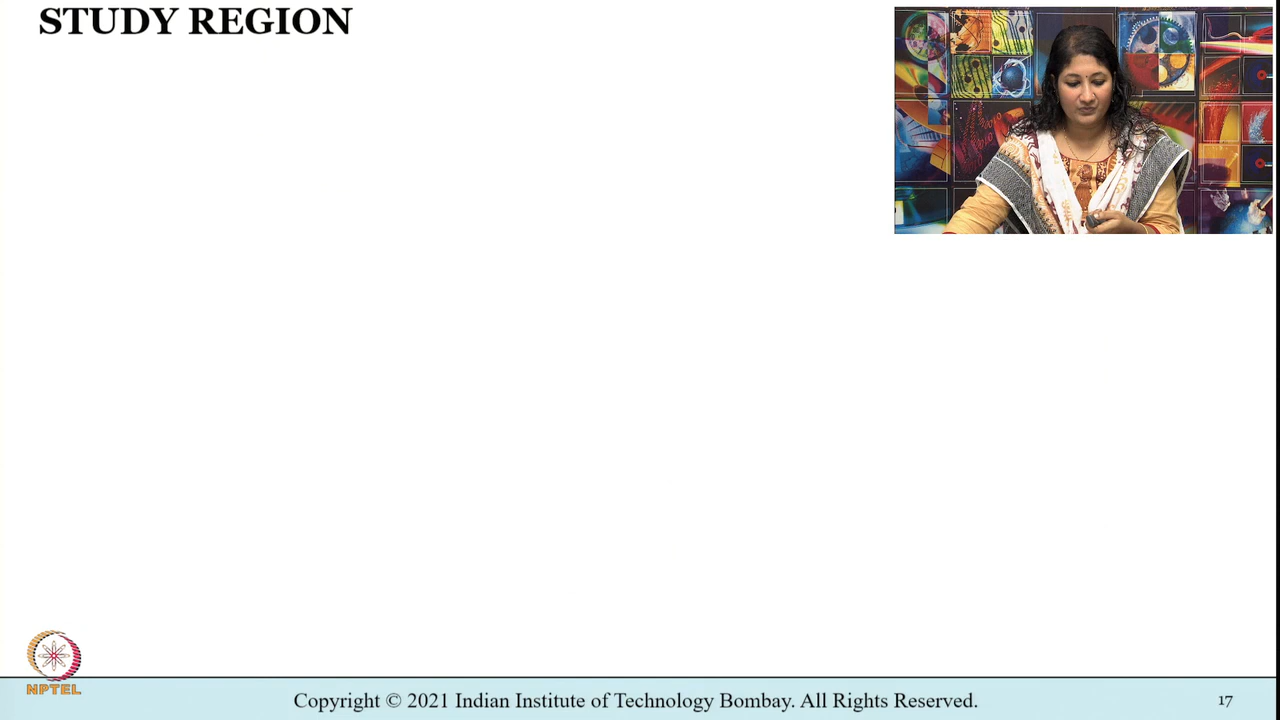 STUDY REGION
NPTEL
Copyright © 2021 Indian Institute of Technology Bombay. All Rights Reserved.
17